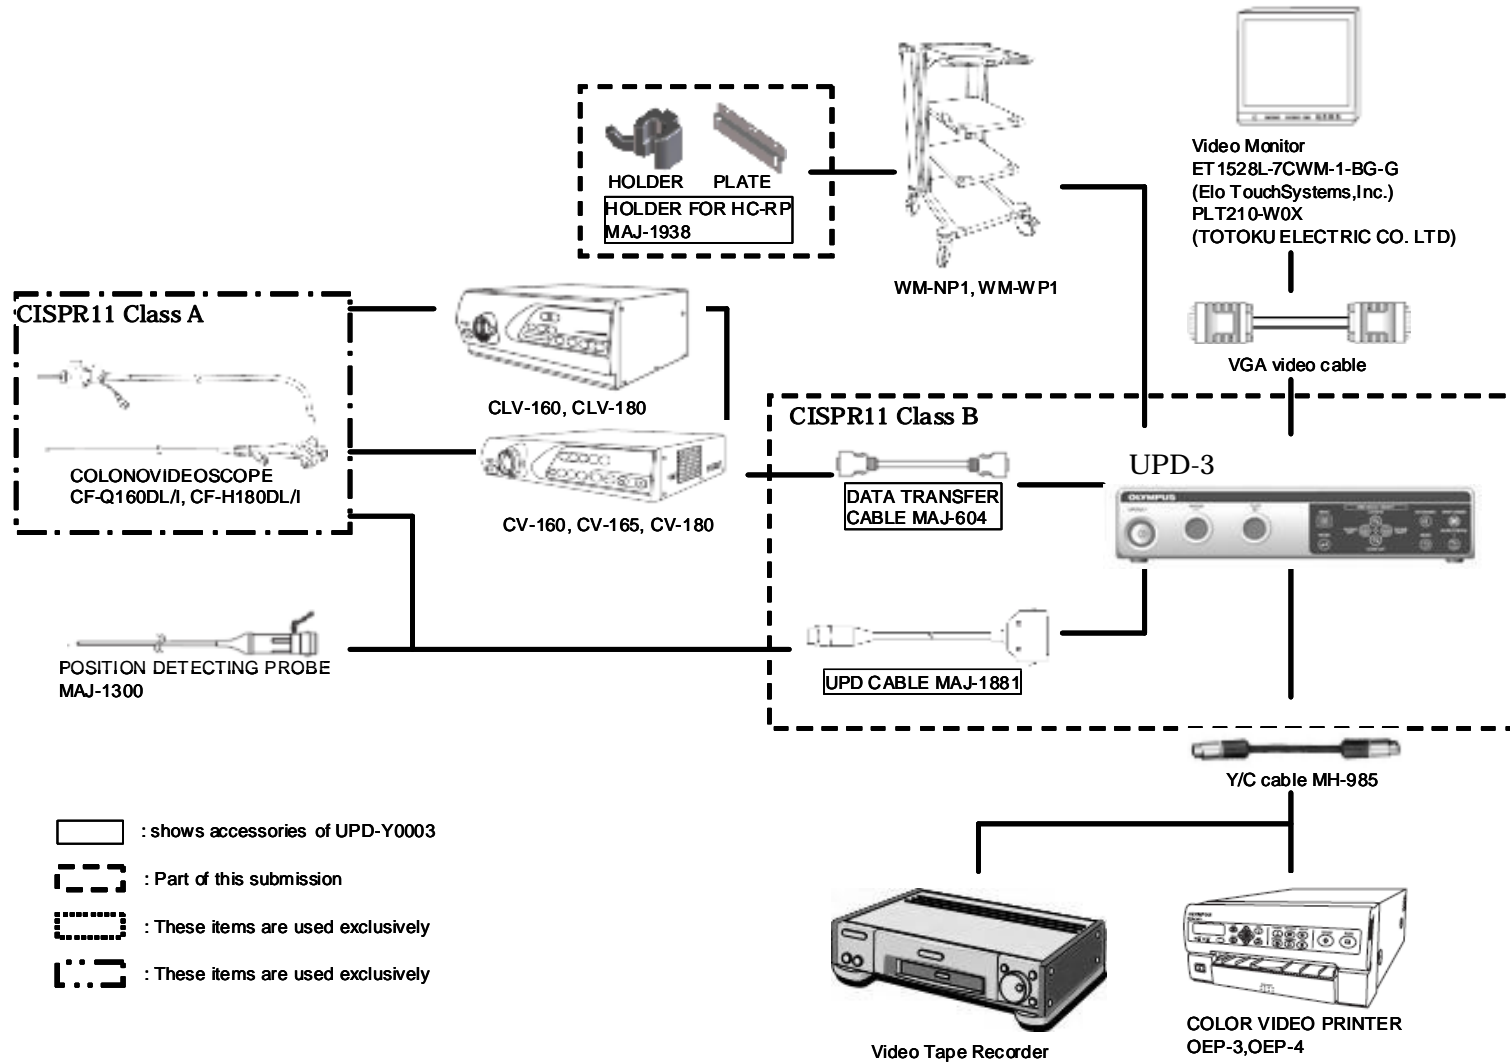 Video Monitor
ET1528L-7CWM-1-BG-G
(Elo TouchSystems,Inc.)
PLT210-W0X
(TOTOKU ELECTRIC CO. LTD)
HOLDER PLATE
HOLDER FOR HC-RP
MAJ-1938
WM-NP1, WM-WP1
VGA video cable
CISPR11 Class A
COLONOVIDEOSCOPE
CF-Q160DL/I, CF-H180DL/I
CLV-160, CLV-180
CV-160, CV-165, CV-180
CISPR11 Class B
DATA TRANSFER
CABLE MAJ-604
UPD-3
OLYMPUS
POSITION DETECTING PROBE
MAJ-1300
UPD CABLE MAJ-1881
Y/C cable MH-985
: shows accessories of UPD-Y0003
: Part of this submission
: These items are used exclusively
: These items are used exclusively
Video Tape Recorder
OLYMPUS
COLOR VIDEO PRINTER
OEP-3,OEP-4